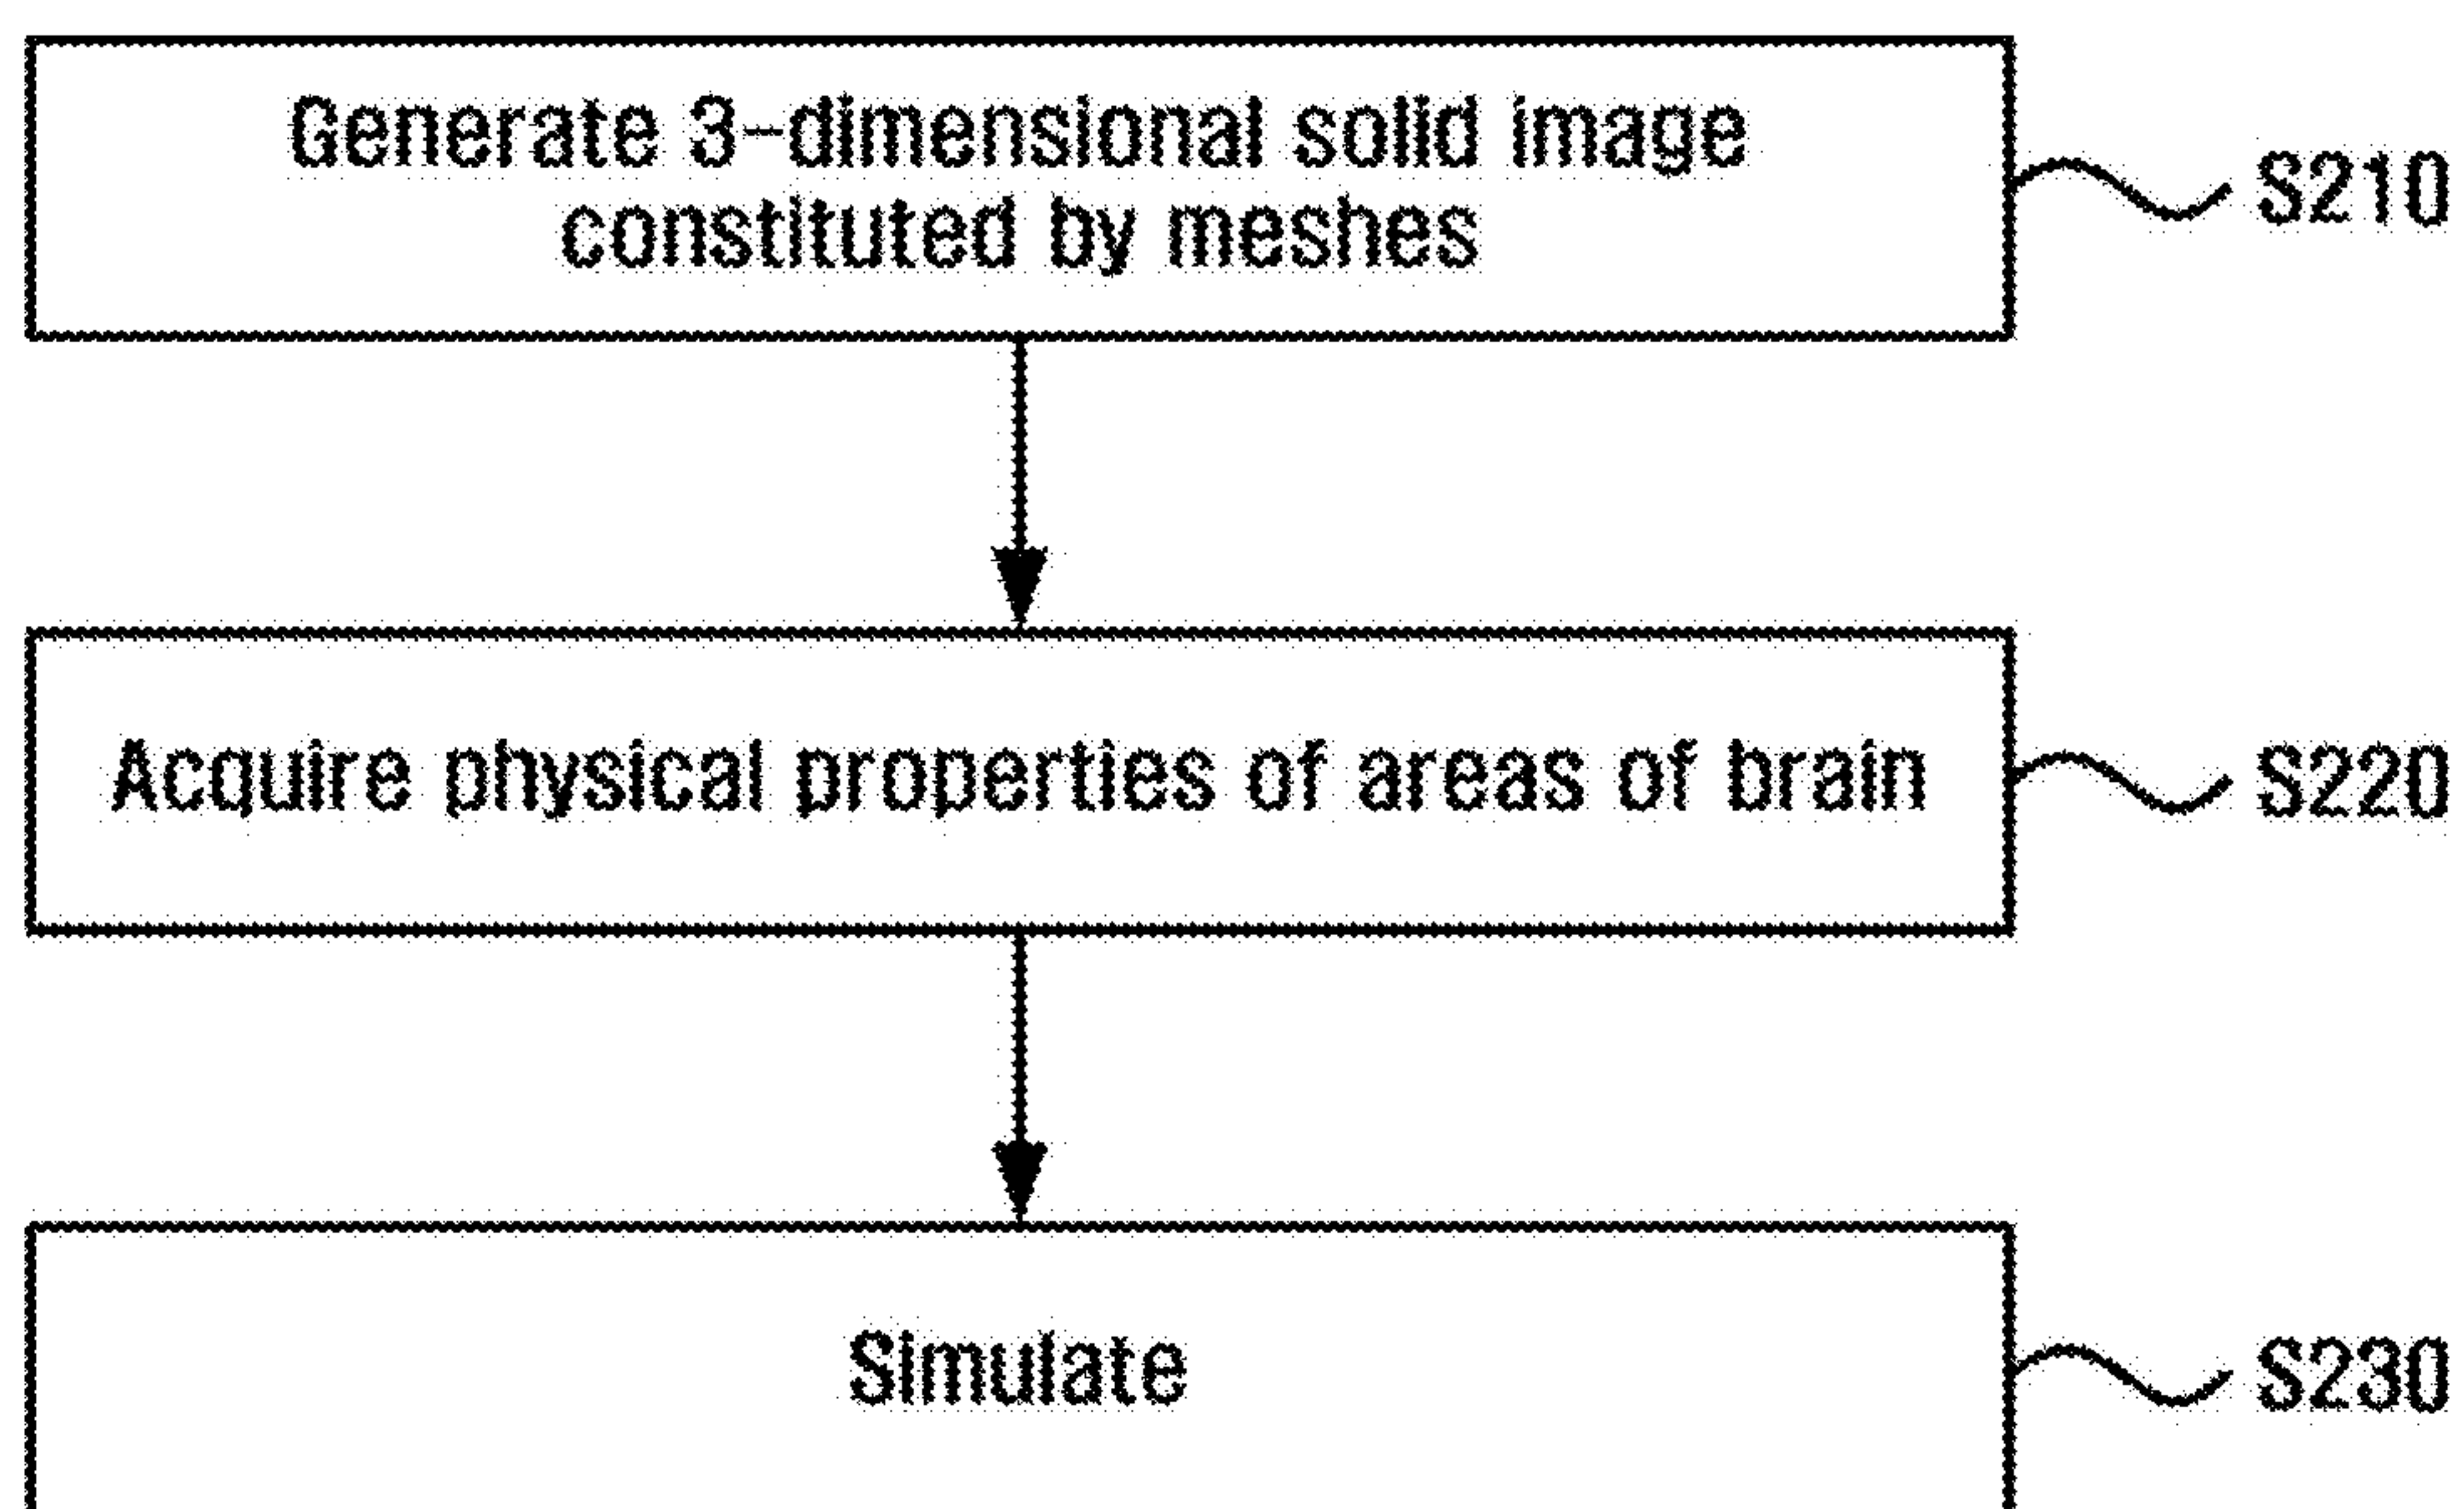 Generate 3-dimensional solid image
constituted by meshes
S210
Acquire physical properties of areas of brain
S220
Simulate
S230